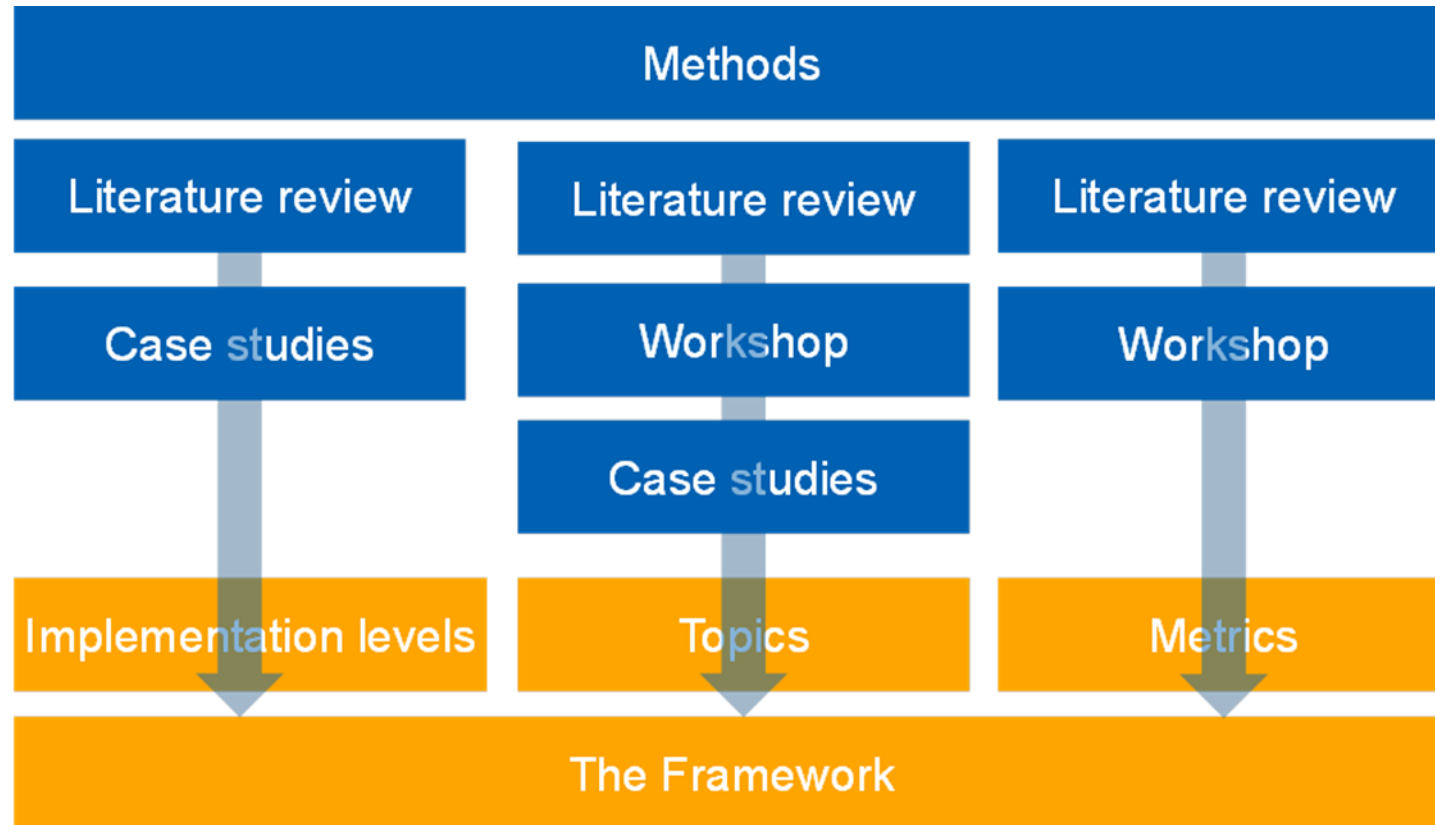 Methods
Literature review
Literature review
Literature review
Case studies
Workshop
Workshop
Case studies
Implementation levels
Topics
Metrics
The Framework